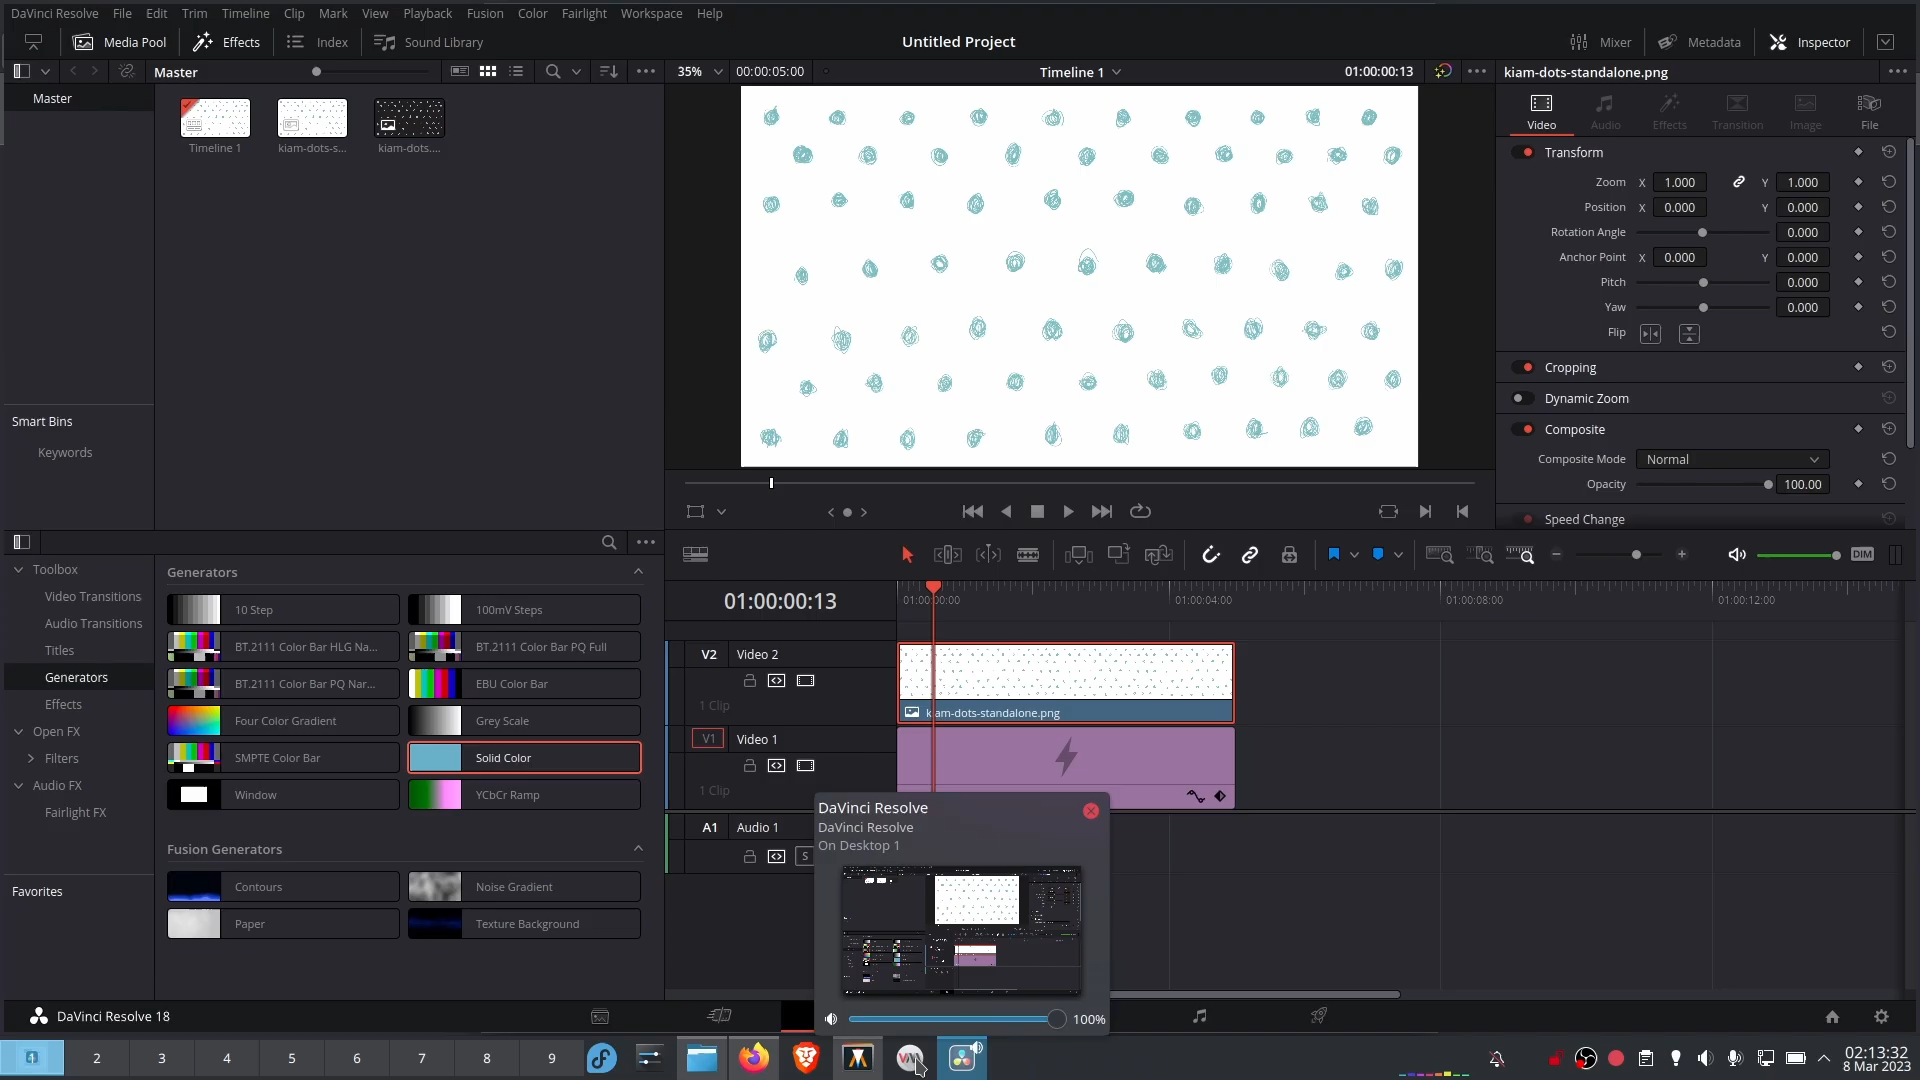 DaVinci Resolve File Edit Trim Timeline Clip Mark View Playback Fusion Color Fairlight Workspace Help
Media Pool Effects Index Sound Library Untitled Project Mixer Metadata Inspector
Master 35% 00:00:05:00 Timeline 1 01:00:00:13 kiam-dots-standalone.png
Master
Timeline 1 kiam-dots-s... kiam-dots....
Video Audio Effects Transition Image File
Transform
Zoom X 1.000 Y 1.000
Position X 0.000 Y 0.000
Rotation Angle 0.000
Anchor Point X 0.000 Y 0.000
Pitch 0.000
Yaw 0.000
Flip
Cropping
Dynamic Zoom
Composite
Composite Mode Normal
Opacity 100.00
Speed Change
Smart Bins
Keywords
Toolbox
Video Transitions
Audio Transitions
Titles
Generators
Effects
Open FX
Filters
Audio FX
Fairlight FX
Favorites
Generators
10 Step 100mV Steps
BT.2111 Color Bar HLG Na... BT.2111 Color Bar PQ Full
BT.2111 Color Bar PQ Nar... EBU Color Bar
Four Color Gradient Grey Scale
SMPTE Color Bar Solid Color
Window YCbCr Ramp
Fusion Generators
Contours Noise Gradient
Paper Texture Background
DIM
01:00:00:13 01:00:00:00 01:00:04:00 01:00:08:00 01:00:12:00
V2 Video 2
1 Clip
kiam-dots-standalone.png
V1 Video 1
1 Clip
A1 Audio 1
S
DaVinci Resolve
DaVinci Resolve
On Desktop 1
100%
DaVinci Resolve 18
1 2 3 4 5 6 7 8 9
02:13:32
8 Mar 2023